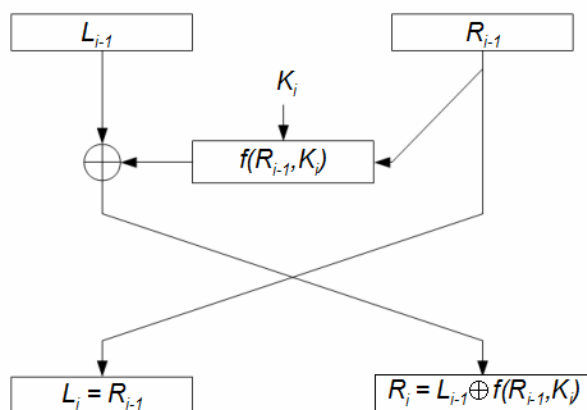 L_{i-1}
R_{i-1}
K_i
f(R_{i-1},K_i)
L_i = R_{i-1}
R_i = L_{i-1} ⊕ f(R_{i-1},K_i)